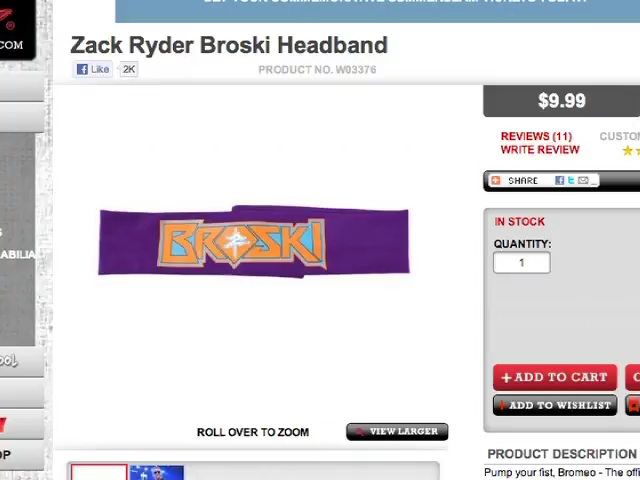 .COM
Zack Ryder Broski Headband
Like
2K
PRODUCT NO. W03376
$9.99
REVIEWS (11)
WRITE REVIEW
SHARE
BROSKI
IN STOCK
QUANTITY:
1
+ ADD TO CART
ADD TO WISHLIST
ROLL OVER TO ZOOM
VIEW LARGER
PRODUCT DESCRIPTION
Pump your fist, Bromeo - The offi